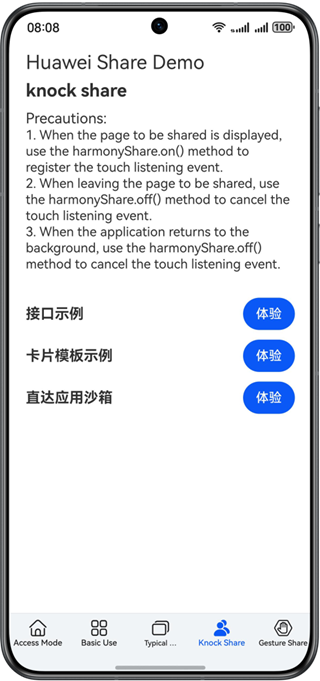 08:08
100
Huawei Share Demo
knock share
Precautions:
1. When the page to be shared is displayed,
use the harmonyShare.on() method to
register the touch listening event.
2. When leaving the page to be shared, use
the harmonyShare.off() method to cancel the
touch listening event.
3. When the application returns to the
background, use the harmonyShare.off()
method to cancel the touch listening event.
接口示例 体验
卡片模板示例 体验
直达应用沙箱 体验
Access Mode Basic Use Typical ... Knock Share Gesture Share